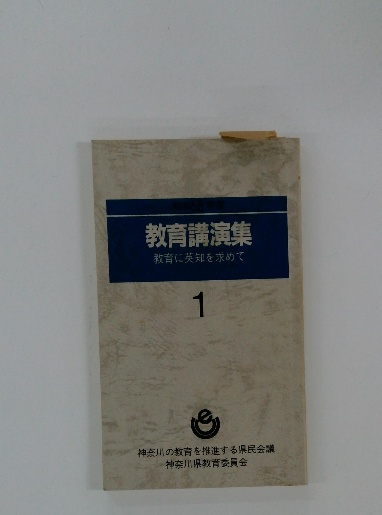 教育講演集
教育に英知を求めて
1
神奈川の教育を推進する県民会議
神奈川県教育委員会